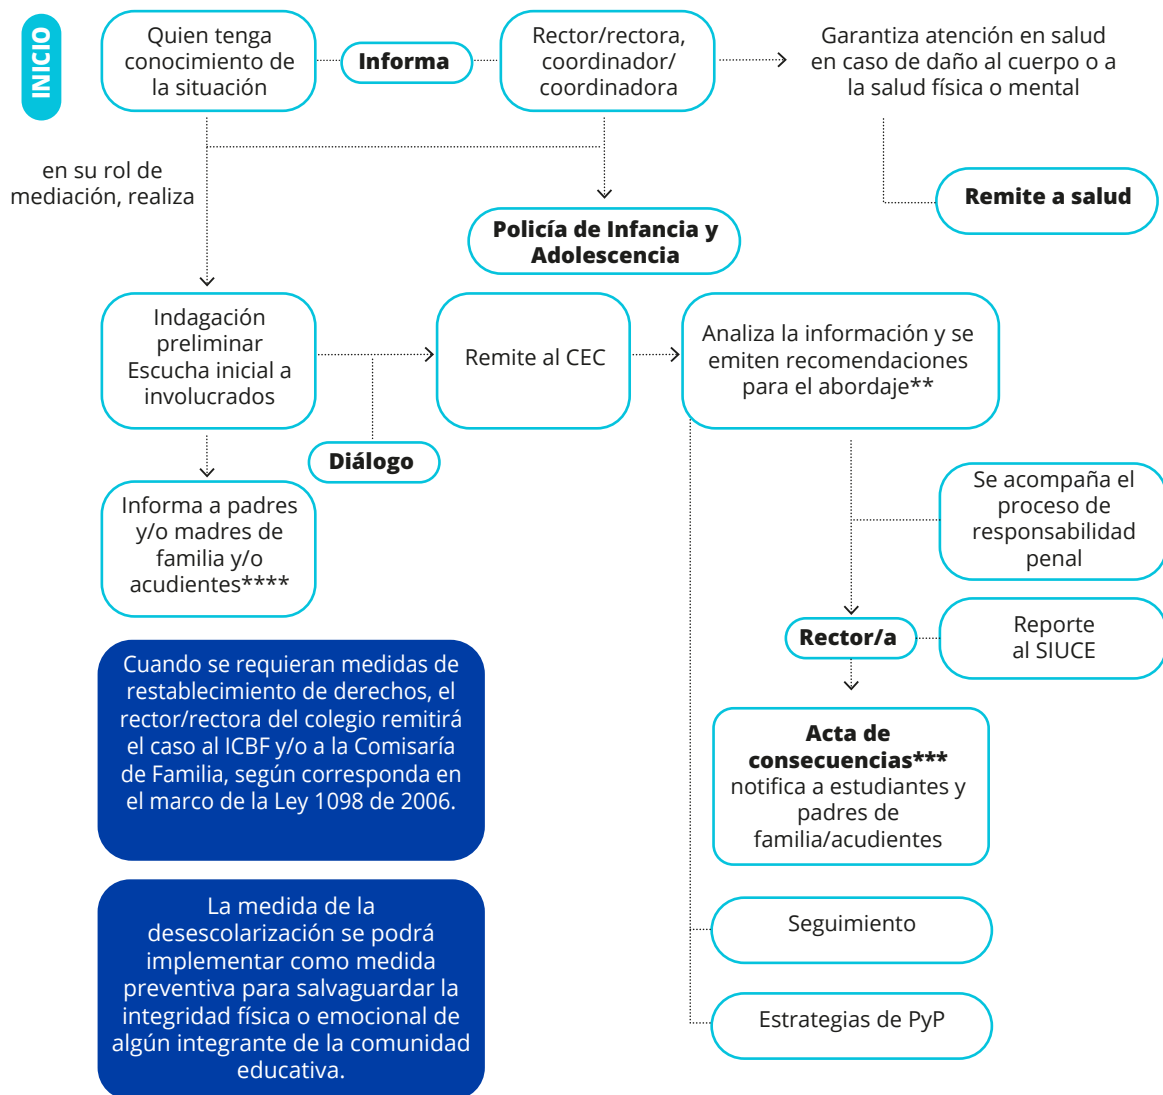 INICIO
Quien tenga
conocimiento de
la situación
Informa
Rector/rectora,
coordinador/
coordinadora
Garantiza atención en salud
en caso de daño al cuerpo o a
la salud física o mental
en su rol de
mediación, realiza
Remite a salud
Policía de Infancia y
Adolescencia
Indagación
preliminar
Escucha inicial a
involucrados
Remite al CEC
Analiza la información y se
emiten recomendaciones
para el abordaje**
Diálogo
Informa a padres
y/o madres de
familia y/o
acudientes****
Se acompaña el
proceso de
responsabilidad
penal
Rector/a
Reporte
al SIUCE
Cuando se requieran medidas de
restablecimiento de derechos, el
rector/rectora del colegio remitirá
el caso al ICBF y/o a la Comisaría
de Familia, según corresponda en
el marco de la Ley 1098 de 2006.
Acta de
consecuencias***
notifica a estudiantes y
padres de
familia/acudientes
La medida de la
desescolarización se podrá
implementar como medida
preventiva para salvaguardar la
integridad física o emocional de
algún integrante de la comunidad
educativa.
Seguimiento
Estrategias de PyP